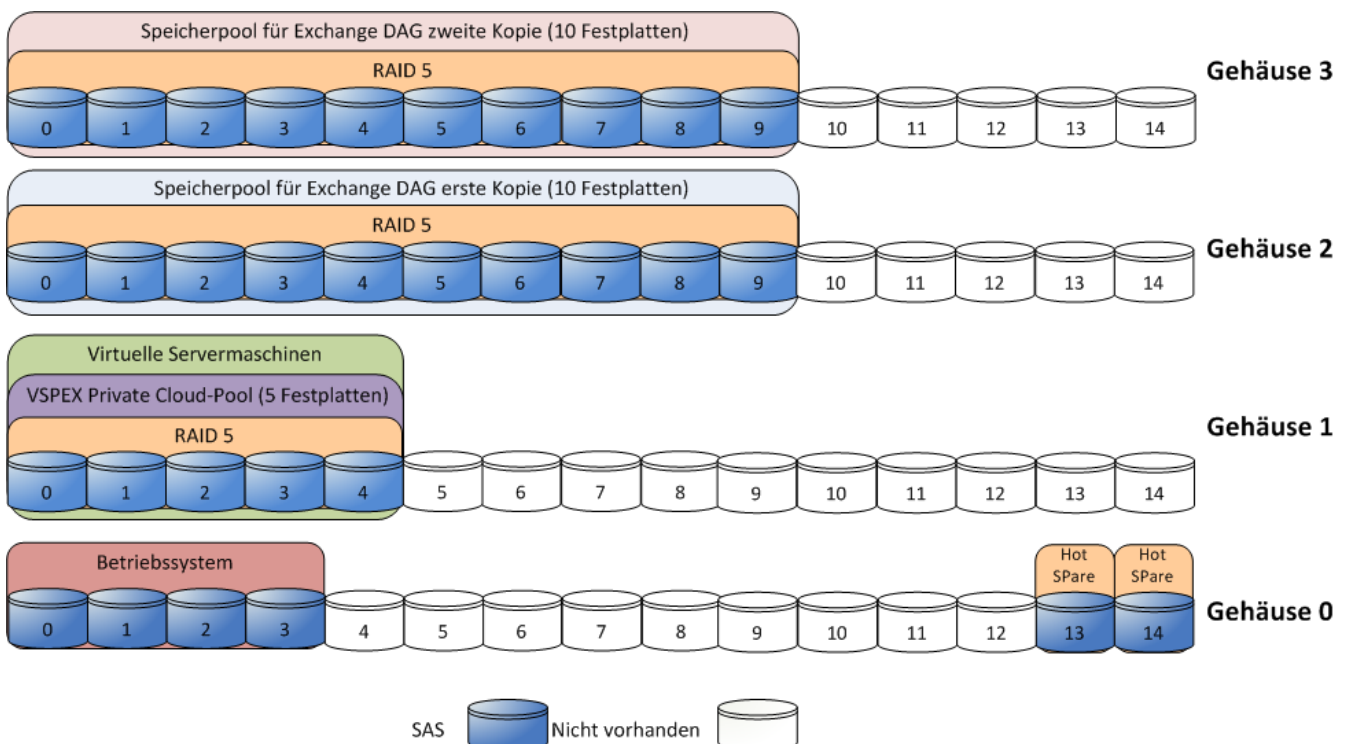 Speicherpool für Exchange DAG zweite Kopie (10 Festplatten)
RAID 5
0 1 2 3 4 5 6 7 8 9 10 11 12 13 14
Gehäuse 3
Speicherpool für Exchange DAG erste Kopie (10 Festplatten)
RAID 5
0 1 2 3 4 5 6 7 8 9 10 11 12 13 14
Gehäuse 2
Virtuelle Servermaschinen
VSPEX Private Cloud-Pool (5 Festplatten)
RAID 5
0 1 2 3 4 5 6 7 8 9 10 11 12 13 14
Gehäuse 1
Betriebssystem
Hot
SPare
Hot
SPare
0 1 2 3 4 5 6 7 8 9 10 11 12 13 14
Gehäuse 0
SAS
Nicht vorhanden